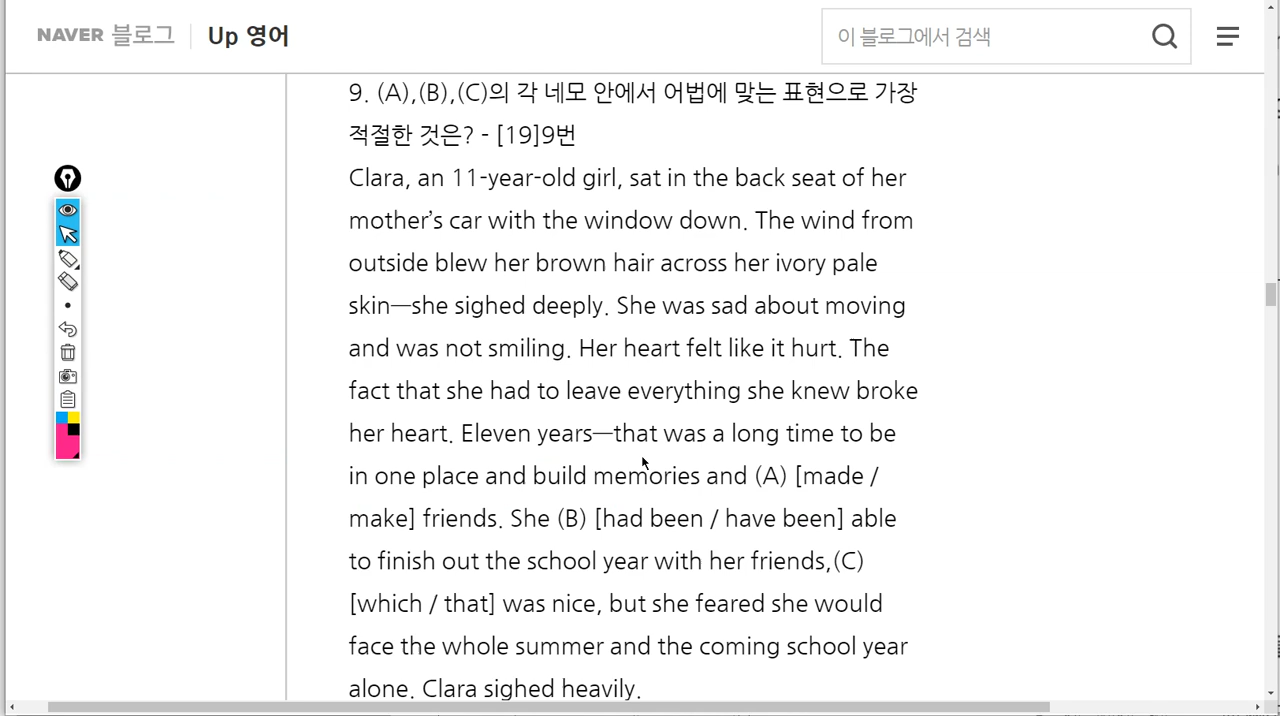 NAVER 블로그 Up 영어 이 블로그에서 검색
9. (A),(B),(C)의 각 네모 안에서 어법에 맞는 표현으로 가장
적절한 것은? - [19]9번
Clara, an 11-year-old girl, sat in the back seat of her
mother’s car with the window down. The wind from
outside blew her brown hair across her ivory pale
skin—she sighed deeply. She was sad about moving
and was not smiling. Her heart felt like it hurt. The
fact that she had to leave everything she knew broke
her heart. Eleven years—that was a long time to be
in one place and build memories and (A) [made /
make] friends. She (B) [had been / have been] able
to finish out the school year with her friends,(C)
[which / that] was nice, but she feared she would
face the whole summer and the coming school year
alone. Clara sighed heavily.